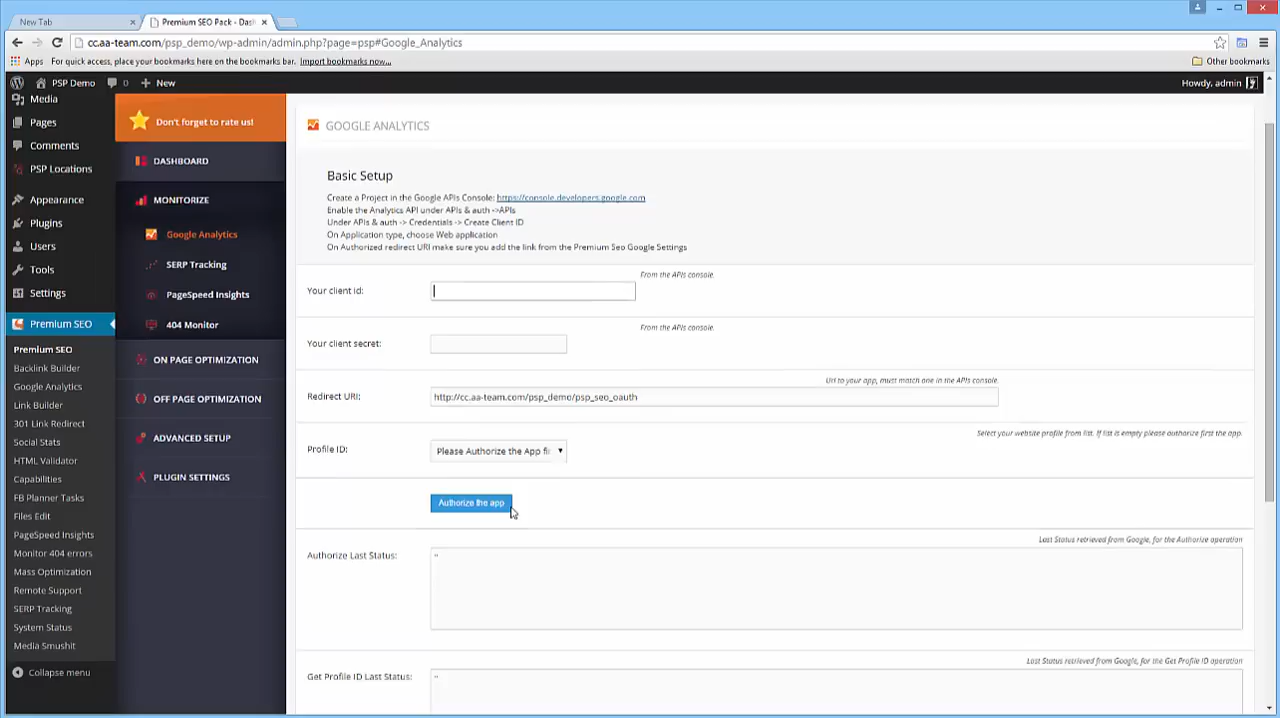 New Tab
Premium SEO Pack - Dash
cc.aa-team.com/psp_demo/wp-admin/admin.php?page=psp#Google_Analytics
Apps For quick access, place your bookmarks here on the bookmarks bar. Import bookmarks now... Other bookmarks
PSP Demo 0 New Howdy, admin
Media
Pages
Comments
PSP Locations
Appearance
Plugins
Users
Tools
Settings
Premium SEO
Premium SEO
Backlink Builder
Google Analytics
Link Builder
301 Link Redirect
Social Stats
HTML Validator
Capabilities
FB Planner Tasks
Files Edit
PageSpeed Insights
Monitor 404 errors
Mass Optimization
Remote Support
SERP Tracking
System Status
Media Smushit
Collapse menu
Don't forget to rate us!
DASHBOARD
MONITORIZE
Google Analytics
SERP Tracking
PageSpeed Insights
404 Monitor
ON PAGE OPTIMIZATION
OFF PAGE OPTIMIZATION
ADVANCED SETUP
PLUGIN SETTINGS
GOOGLE ANALYTICS
Basic Setup
Create a Project in the Google APIs Console: https://console.developers.google.com
Enable the Analytics API under APIs & auth ->APIs
Under APIs & auth -> Credentials -> Create Client ID
On Application type, choose Web application
On Authorized redirect URI make sure you add the link from the Premium Seo Google Settings
From the APIs console.
Your client id:
From the APIs console.
Your client secret:
Url to your app, must match one in the APIs console.
Redirect URI: http://cc.aa-team.com/psp_demo/psp_seo_oauth
Select your website profile from list. If list is empty please authorize first the app.
Profile ID: Please Authorize the App fi
Authorize the app
Last Status retrieved from Google, for the Authorize operation
Authorize Last Status: ~
Last Status retrieved from Google, for the Get Profile ID operation
Get Profile ID Last Status: ~